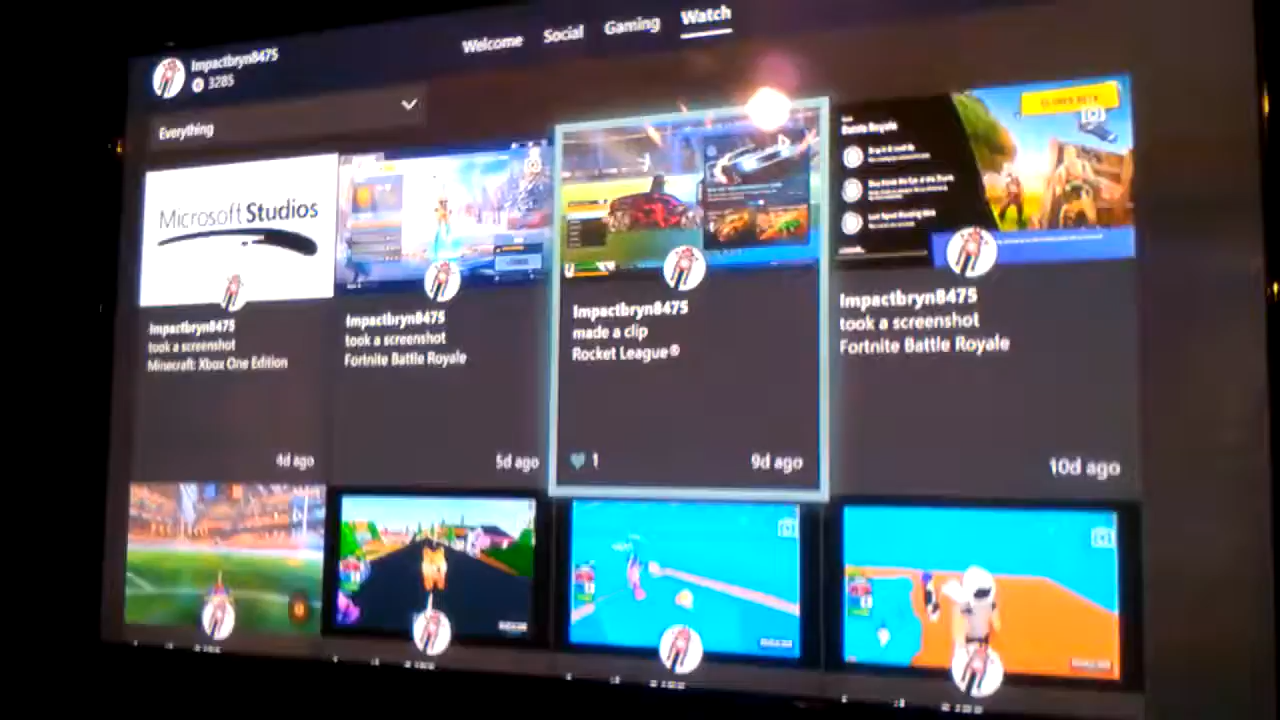 Welcome Social Gaming Watch
Impactbryn8475
3285
Everything
Microsoft Studios
Impactbryn8475
took a screenshot
Minecraft: Xbox One Edition
4d ago
Impactbryn8475
took a screenshot
Fortnite Battle Royale
5d ago
Impactbryn8475
made a clip
Rocket League®
1
9d ago
Battle Royale
Impactbryn8475
took a screenshot
Fortnite Battle Royale
10d ago